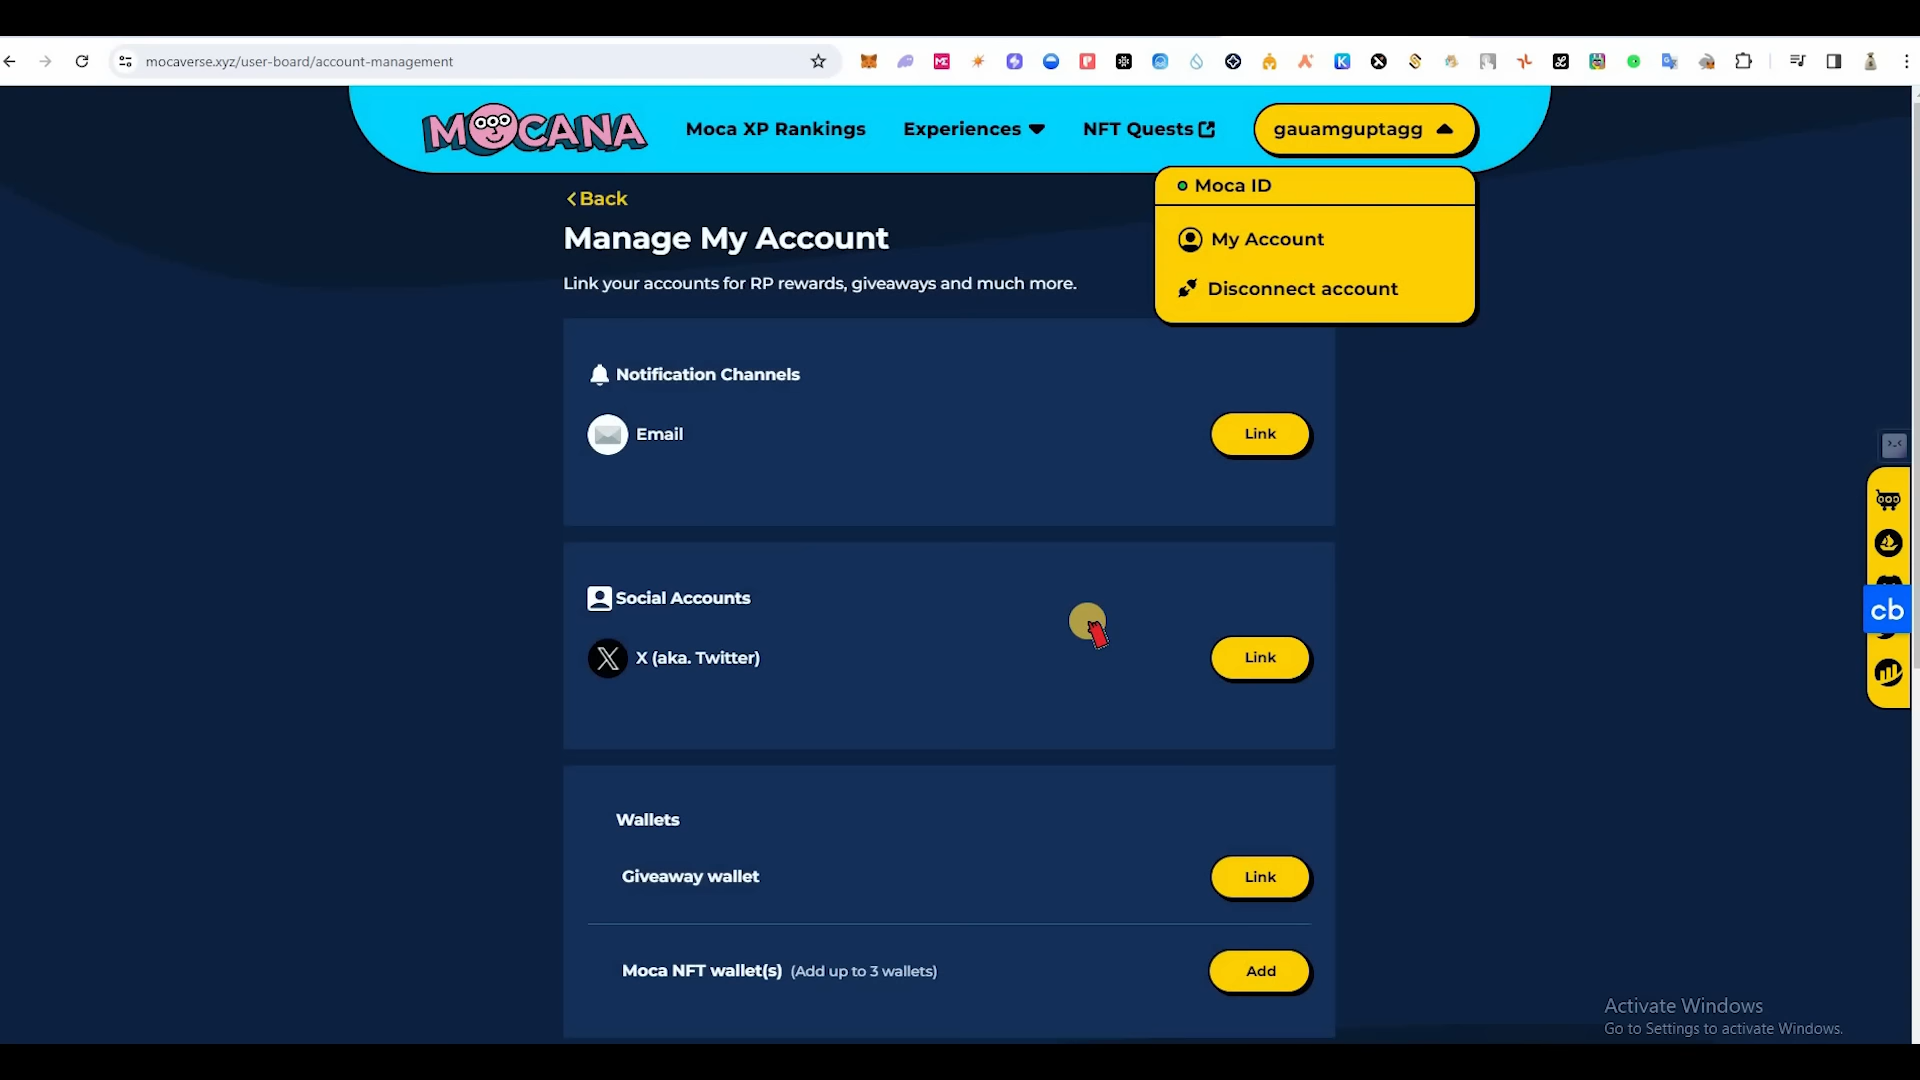 mocaverse.xyz/user-board/account-management
MOCANA
Moca XP Rankings
Experiences
NFT Quests
gauamguptagg
Moca ID
My Account
Disconnect account
Back
Manage My Account
Link your accounts for RP rewards, giveaways and much more.
Notification Channels
Email
Link
Social Accounts
X (aka. Twitter)
Link
Wallets
Giveaway wallet
Link
Moca NFT wallet(s) (Add up to 3 wallets)
Add
cb
Activate Windows
Go to Settings to activate Windows.